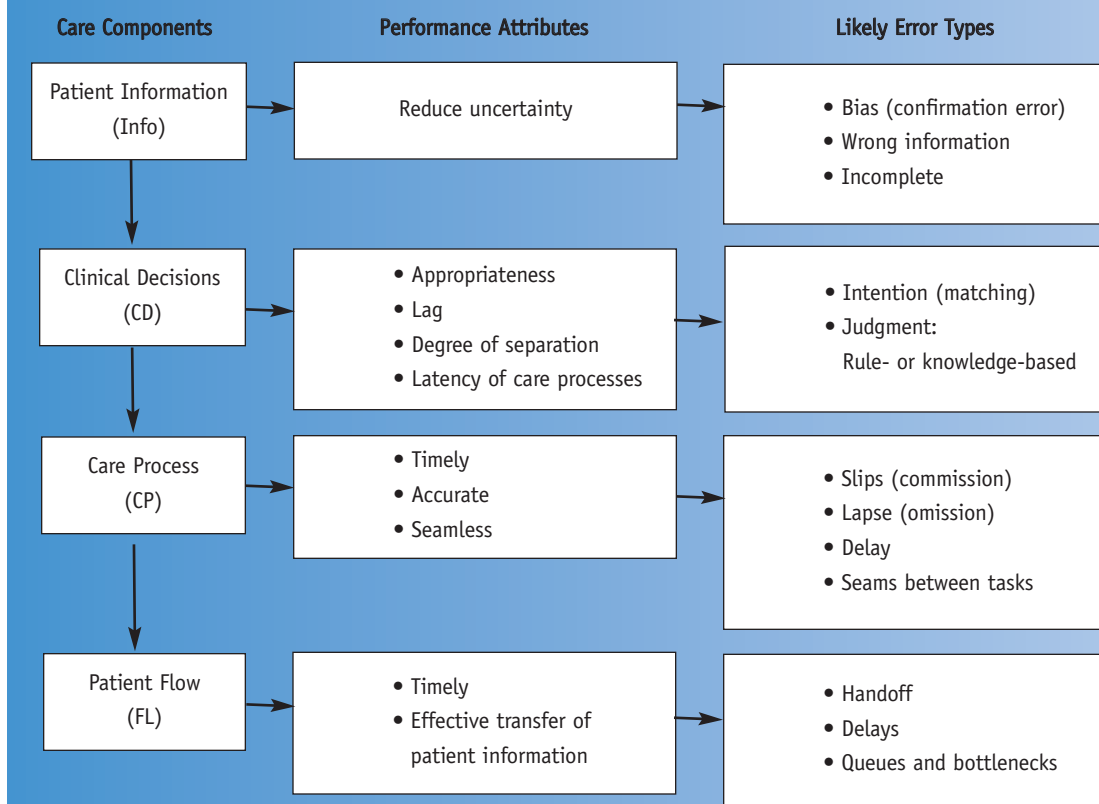 Care Components
Performance Attributes
Likely Error Types
Patient Information
(Info)
Reduce uncertainty
• Bias (confirmation error)
• Wrong information
• Incomplete
Clinical Decisions
(CD)
• Appropriateness
• Lag
• Degree of separation
• Latency of care processes
• Intention (matching)
• Judgment:
Rule- or knowledge-based
Care Process
(CP)
• Timely
• Accurate
• Seamless
• Slips (commission)
• Lapse (omission)
• Delay
• Seams between tasks
Patient Flow
(FL)
• Timely
• Effective transfer of
patient information
• Handoff
• Delays
• Queues and bottlenecks